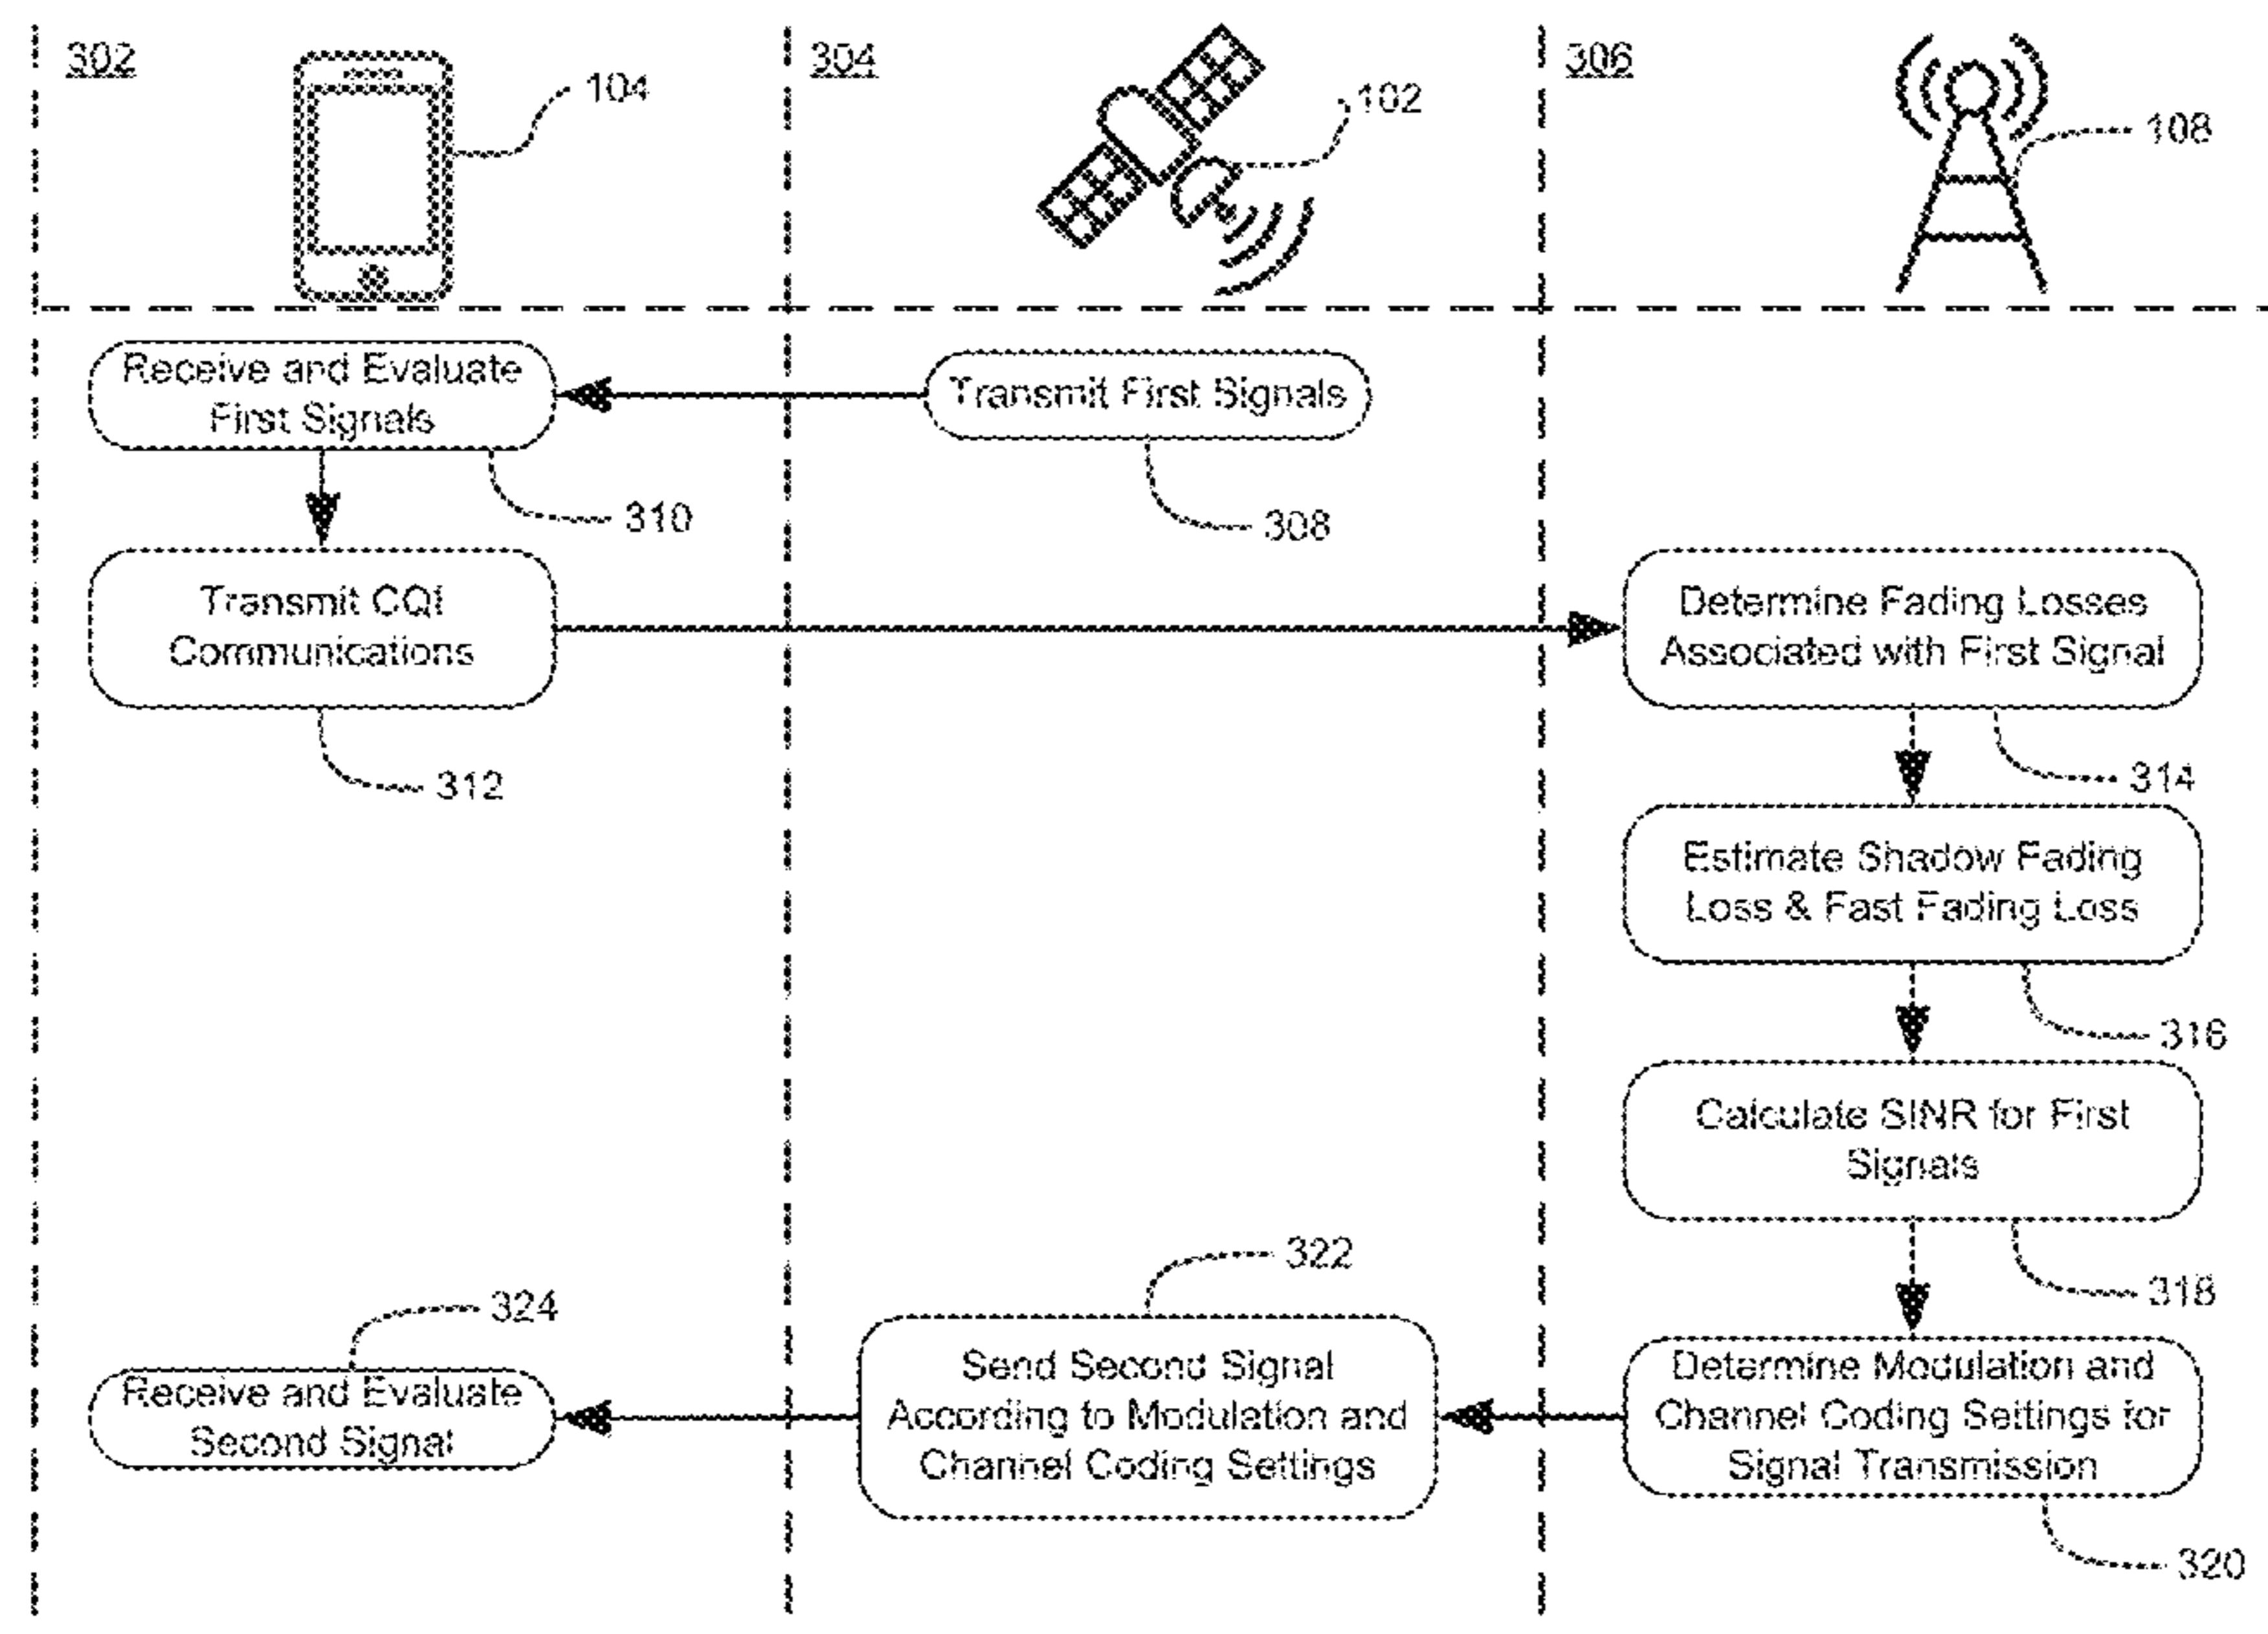 302
104
304
102
306
108
Receive and Evaluate
First Signals
310
Transmit First Signals
308
Transmit CQI
Communications
312
Determine Fading Losses
Associated with First Signal
314
Estimate Shadow Fading
Loss & Fast Fading Loss
316
Calculate SINR for First
Signals
318
Determine Modulation and
Channel Coding Settings for
Signal Transmission
320
322
Send Second Signal
According to Modulation and
Channel Coding Settings
324
Receive and Evaluate
Second Signal